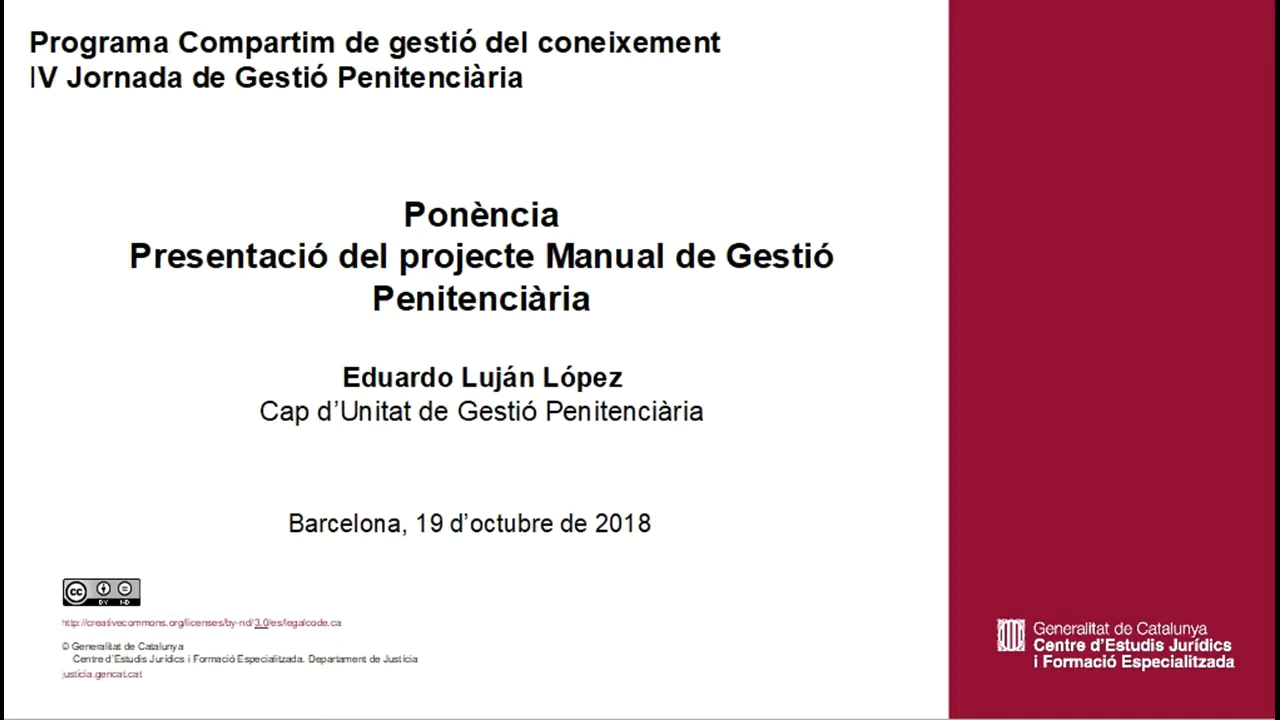 Programa Compartim de gestió del coneixement
IV Jornada de Gestió Penitenciària
Ponència
Presentació del projecte Manual de Gestió
Penitenciària
Eduardo Luján López
Cap d’Unitat de Gestió Penitenciària
Barcelona, 19 d’octubre de 2018
cc
BY ND
http://creativecommons.org/licenses/by-nd/3.0/es/legalcode.ca
© Generalitat de Catalunya
Centre d’Estudis Jurídics i Formació Especialitzada. Departament de Justícia
justicia.gencat.cat
Generalitat de Catalunya
Centre d’Estudis Jurídics
i Formació Especialitzada